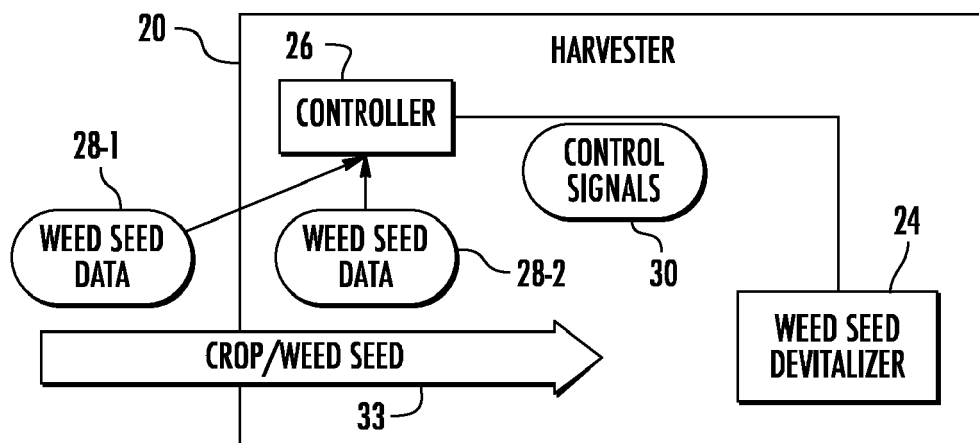 20
26
HARVESTER
CONTROLLER
28-1
CONTROL
SIGNALS
WEED SEED
DATA
WEED SEED
DATA
28-2
30
24
CROP/WEED SEED
WEED SEED
DEVITALIZER
33